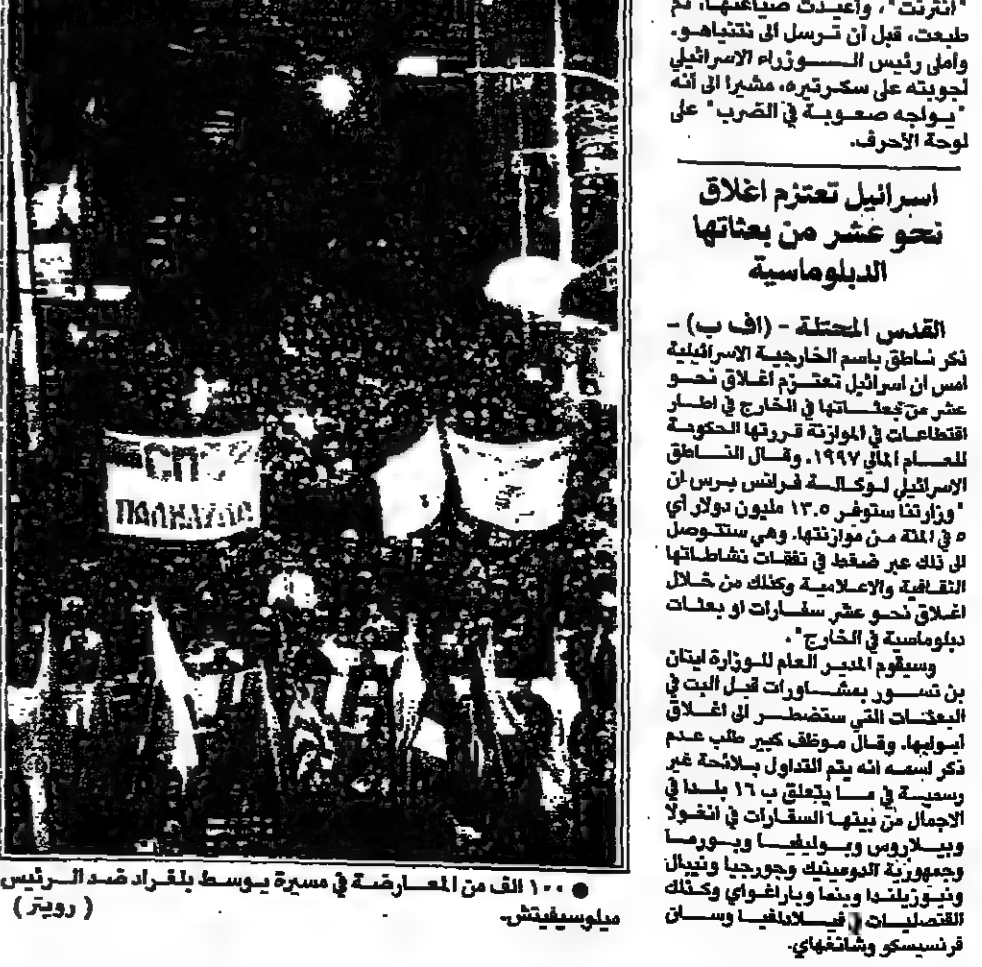 "انترنت"، واعيدت صياغتها، ثم
طبعت، قبل أن ترسل الى نتنياهو.
واملى رئيس الـــوزراء الاسرائيلي
اجوبته على سكرتيره، مشيرا الى أنه
"يواجه صعوبة في الضرب" على
لوحة الأحرف.
اسرائيل تعتزم اغلاق
نحو عشر من بعثاتها
الدبلوماسية
القدس المحتلة - (اف ب) -
ذكر ناطق باسم الخارجية الاسرائيلية
امس ان اسرائيل تعتزم اغلاق نحو
عشر من بعثاتها في الخارج في اطار
اقتطاعات في الموازنة قررتها الحكومة
للعام المالي ١٩٩٧. وقال الناطق
الاسرائيلي لوكالة فرانس برس ان
"وزارتنا ستوفر ١٣.٥ مليون دولار أي
٥ في المئة من موازنتها. وهي ستتوصل
الى ذلك عبر ضغط في نفقات نشاطاتها
الثقافية والاعلامية وكذلك من خلال
اغلاق نحو عشر سفارات او بعثات
دبلوماسية في الخارج".
وسيقوم المدير العام للوزارة ايتان
بن تسور بمشاورات قبل البت في
البعثات التي ستضطر الى اغلاق
ابوابها. وقال موظف كبير طلب عدم
ذكر اسمه انه يتم التداول بلائحة غير
رسمية في ما يتعلق ب ١٦ بلدا في
الاجمال من بينها السفارات في انغولا
وبيلاروس وبوليفيا وبورما
وجمهورية الدومينيك وجورجيا ونيبال
ونيوزيلندا وبنما وباراغواي وكذلك
القنصليات في فيلادلفيا وسان
فرنسيسكو وشانغهاي.
● ١٠٠ الف من المعارضة في مسيرة بوسط بلغراد ضد الرئيس
ميلوسيفيتش. (رويتر)